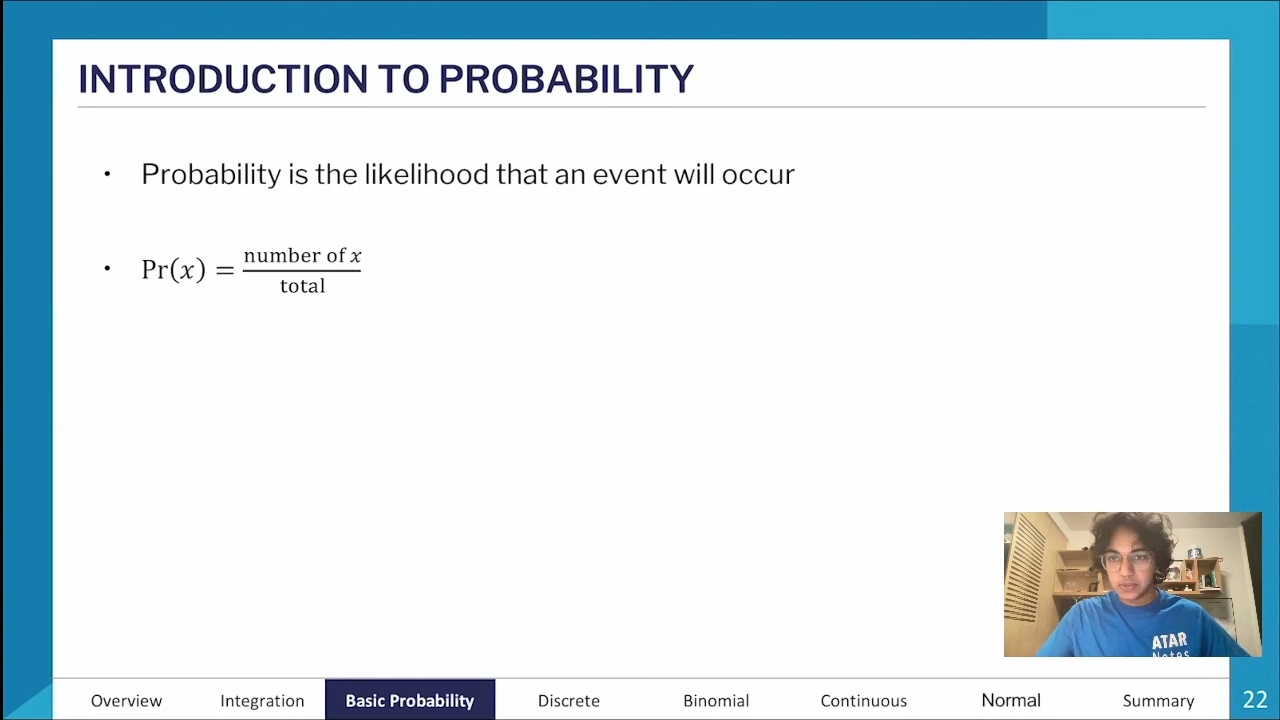 INTRODUCTION TO PROBABILITY
• Probability is the likelihood that an event will occur
• Pr(x) = number of x / total
ATAR
Notes
Overview Integration Basic Probability Discrete Binomial Continuous Normal Summary 22